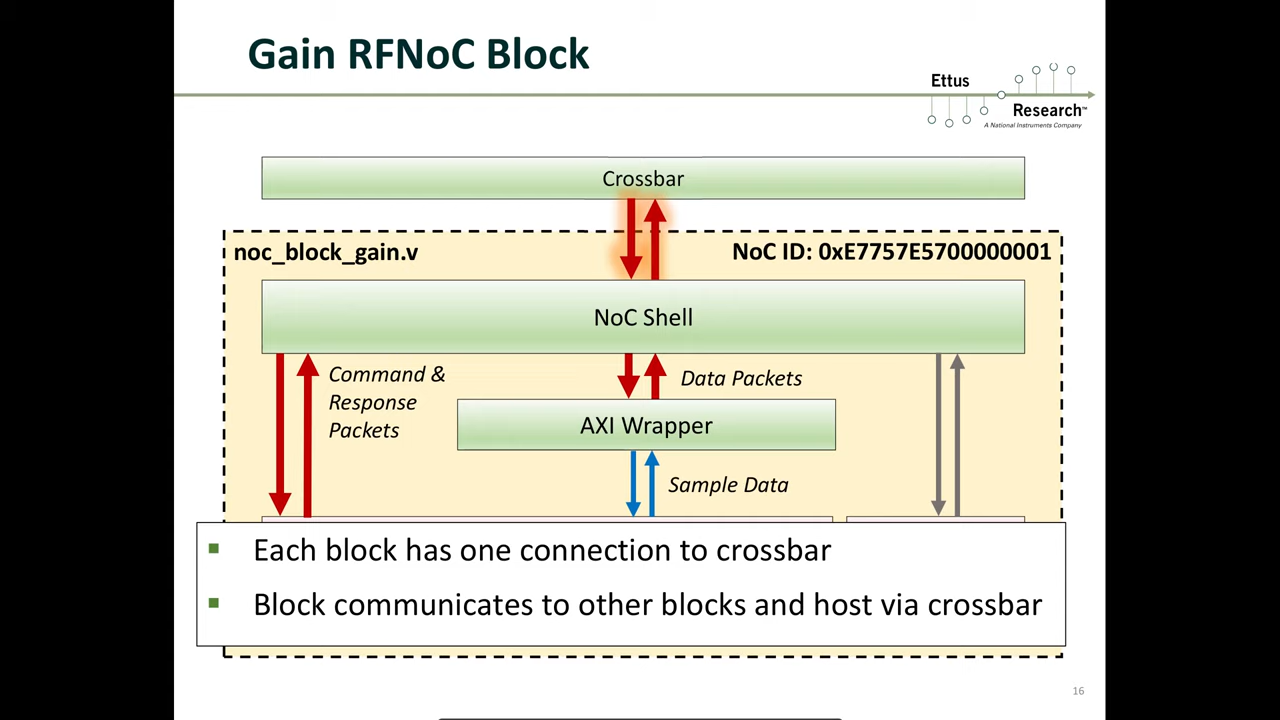 Gain RFNoC Block
Ettus
Research™
A National Instruments Company
Crossbar
noc_block_gain.v
NoC ID: 0xE7757E5700000001
NoC Shell
Command &
Response
Packets
Data Packets
AXI Wrapper
Sample Data
Each block has one connection to crossbar
Block communicates to other blocks and host via crossbar
16